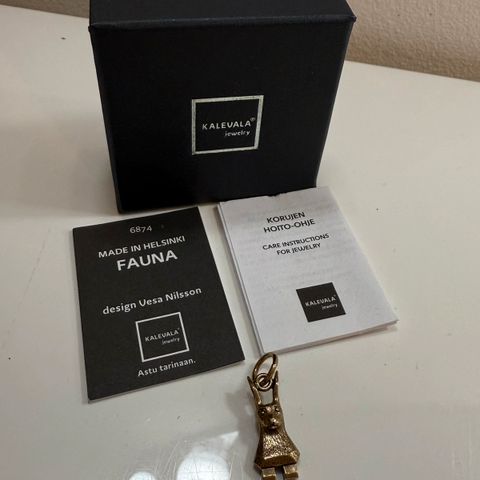 KALEVALA®
jewelry
6874
MADE IN HELSINKI
FAUNA
design Vesa Nilsson
KALEVALA®
jewelry
Astu tarinaan.
KORUJEN
HOITO-OHJE
CARE INSTRUCTIONS
FOR JEWELRY
KALEVALA
jewelry